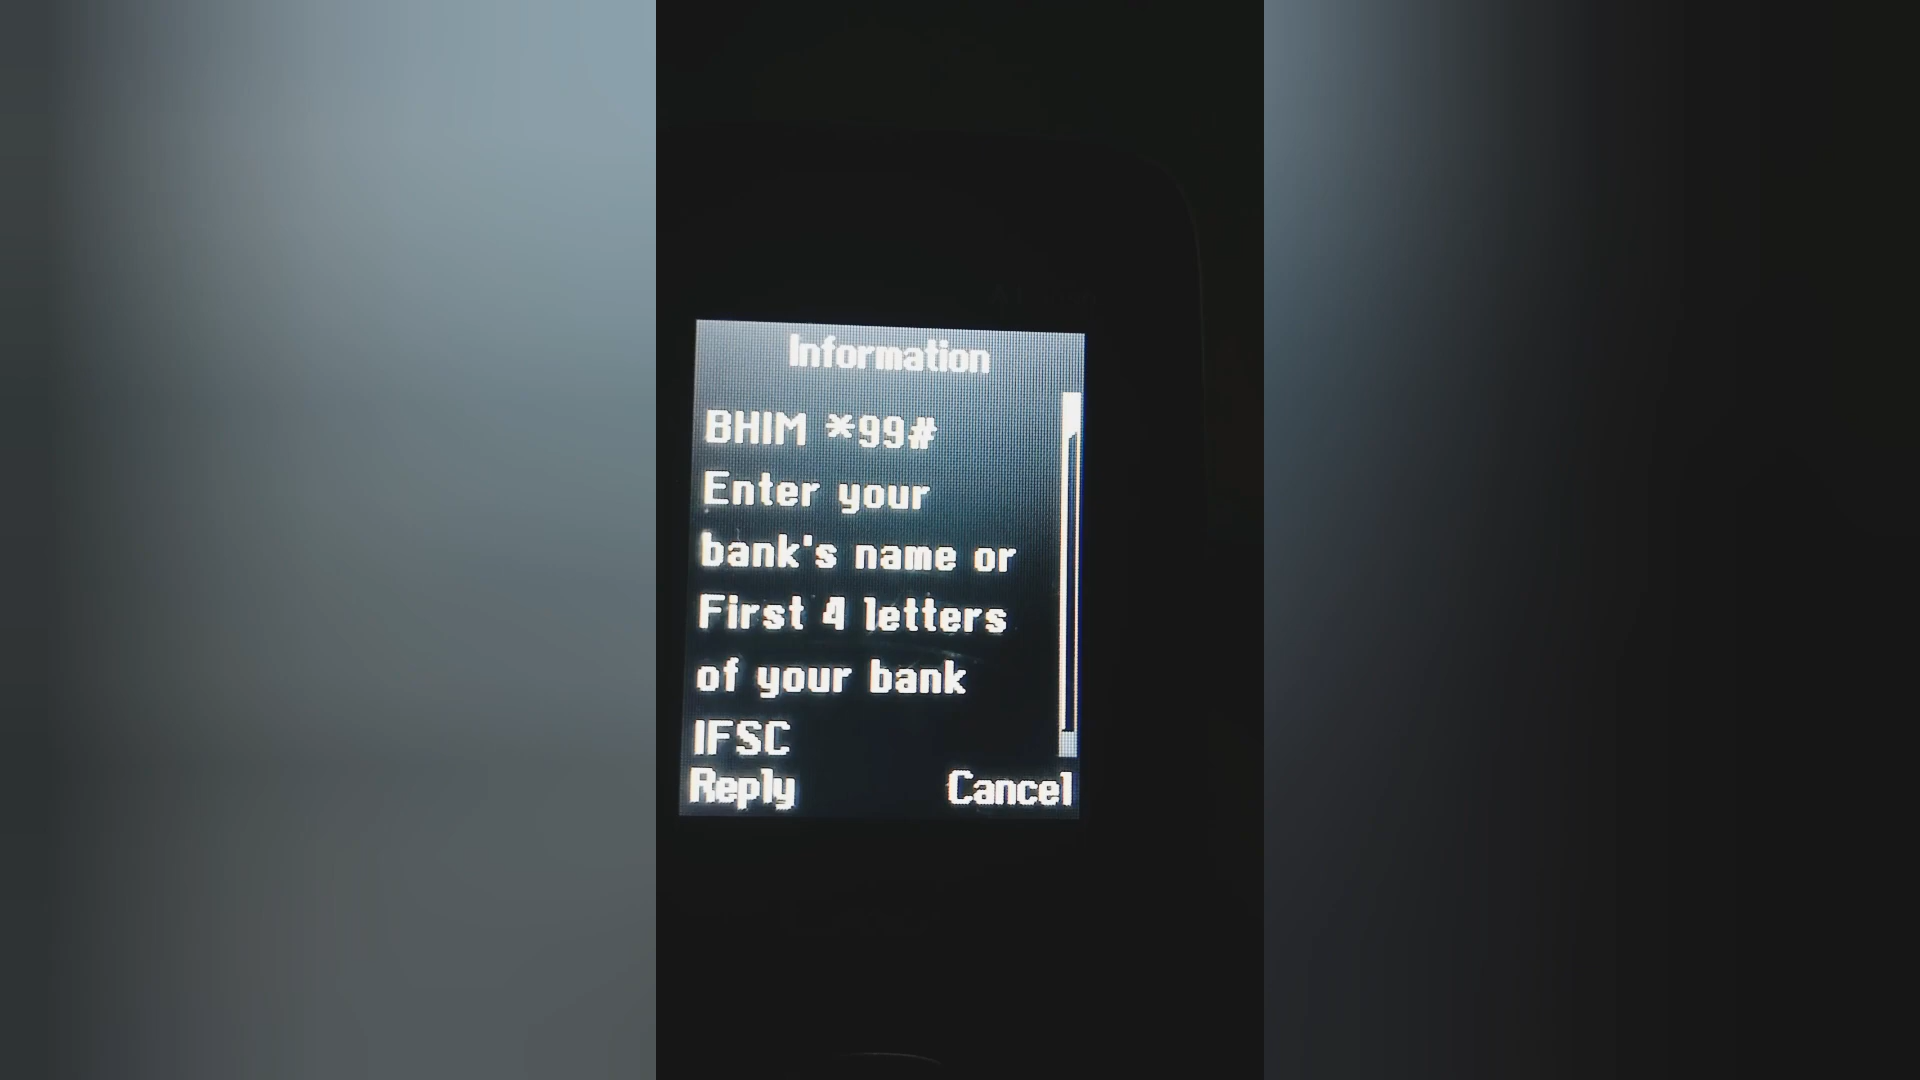 Information
BHIM *99#
Enter your
bank's name or
First 4 letters
of your bank
IFSC
Reply Cancel